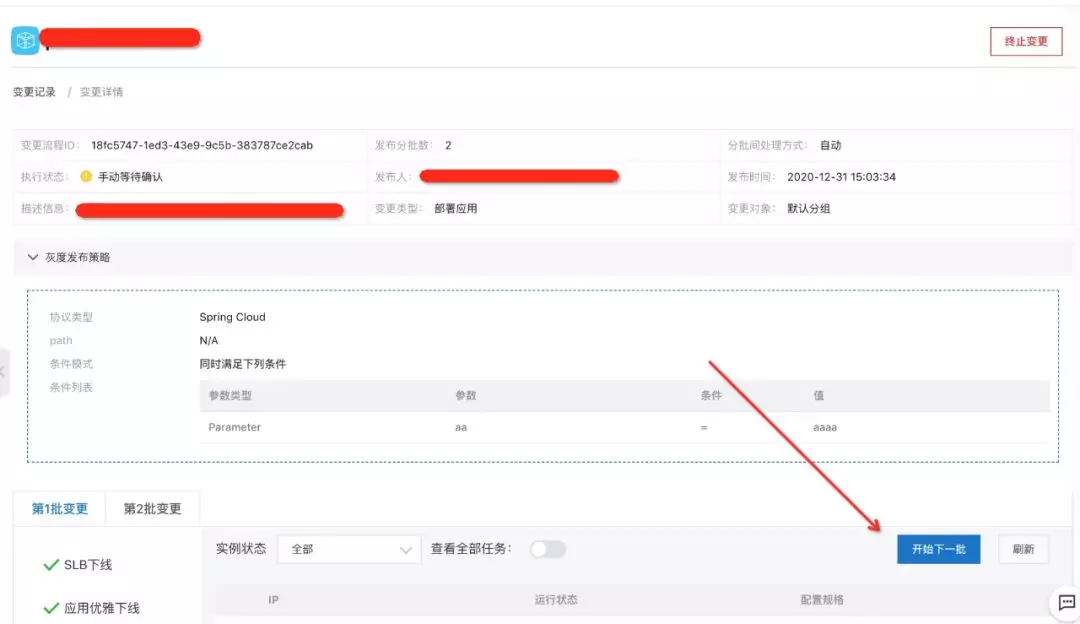 终止变更
变更记录 / 变更详情
变更流程ID: 18fc5747-1ed3-43e9-9c5b-383787ce2cab 发布分批数: 2 分批间处理方式: 自动
执行状态: 手动等待确认 发布人: 发布时间: 2020-12-31 15:03:34
描述信息: 变更类型: 部署应用 变更对象: 默认分组
灰度发布策略
协议类型 Spring Cloud
path N/A
条件模式 同时满足下列条件
条件列表
参数类型 参数 条件 值
Parameter aa = aaaa
第1批变更 第2批变更
实例状态 全部 查看全部任务: 开始下一批 刷新
SLB下线
IP 运行状态 配置规格
应用优雅下线